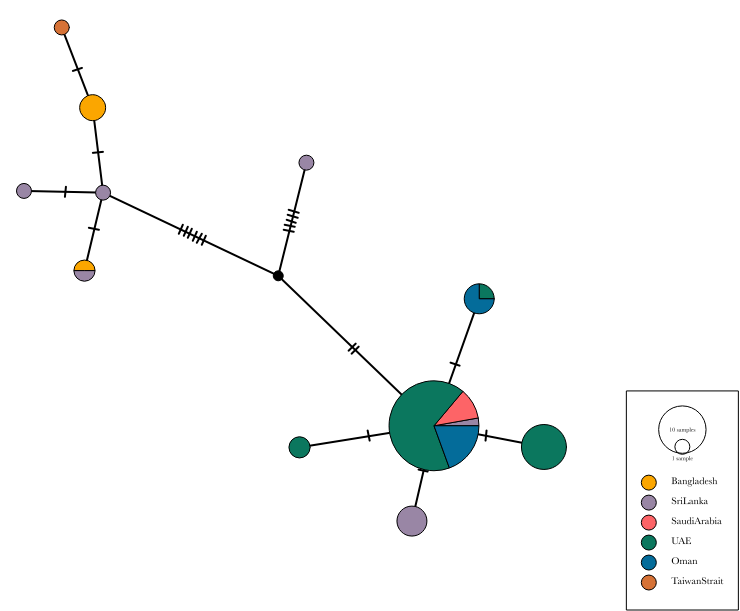 10 samples
1 sample
Bangladesh
SriLanka
SaudiArabia
UAE
Oman
TaiwanStrait